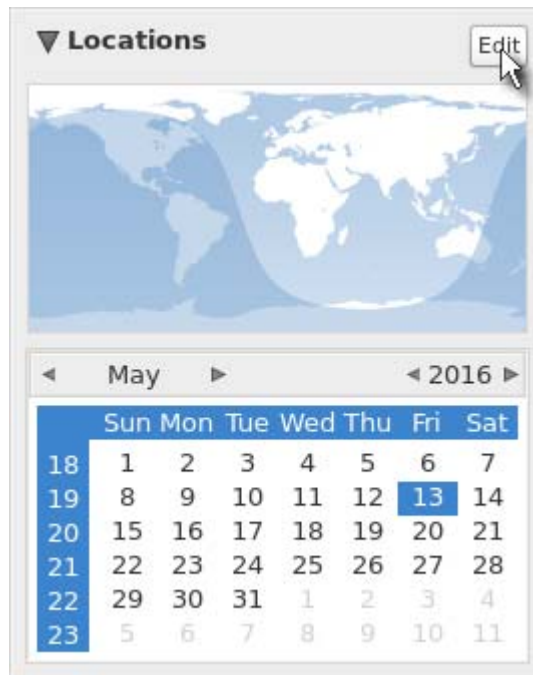 Locations Edit
May 2016
Sun Mon Tue Wed Thu Fri Sat
18 1 2 3 4 5 6 7
19 8 9 10 11 12 13 14
20 15 16 17 18 19 20 21
21 22 23 24 25 26 27 28
22 29 30 31 1 2 3 4
23 5 6 7 8 9 10 11